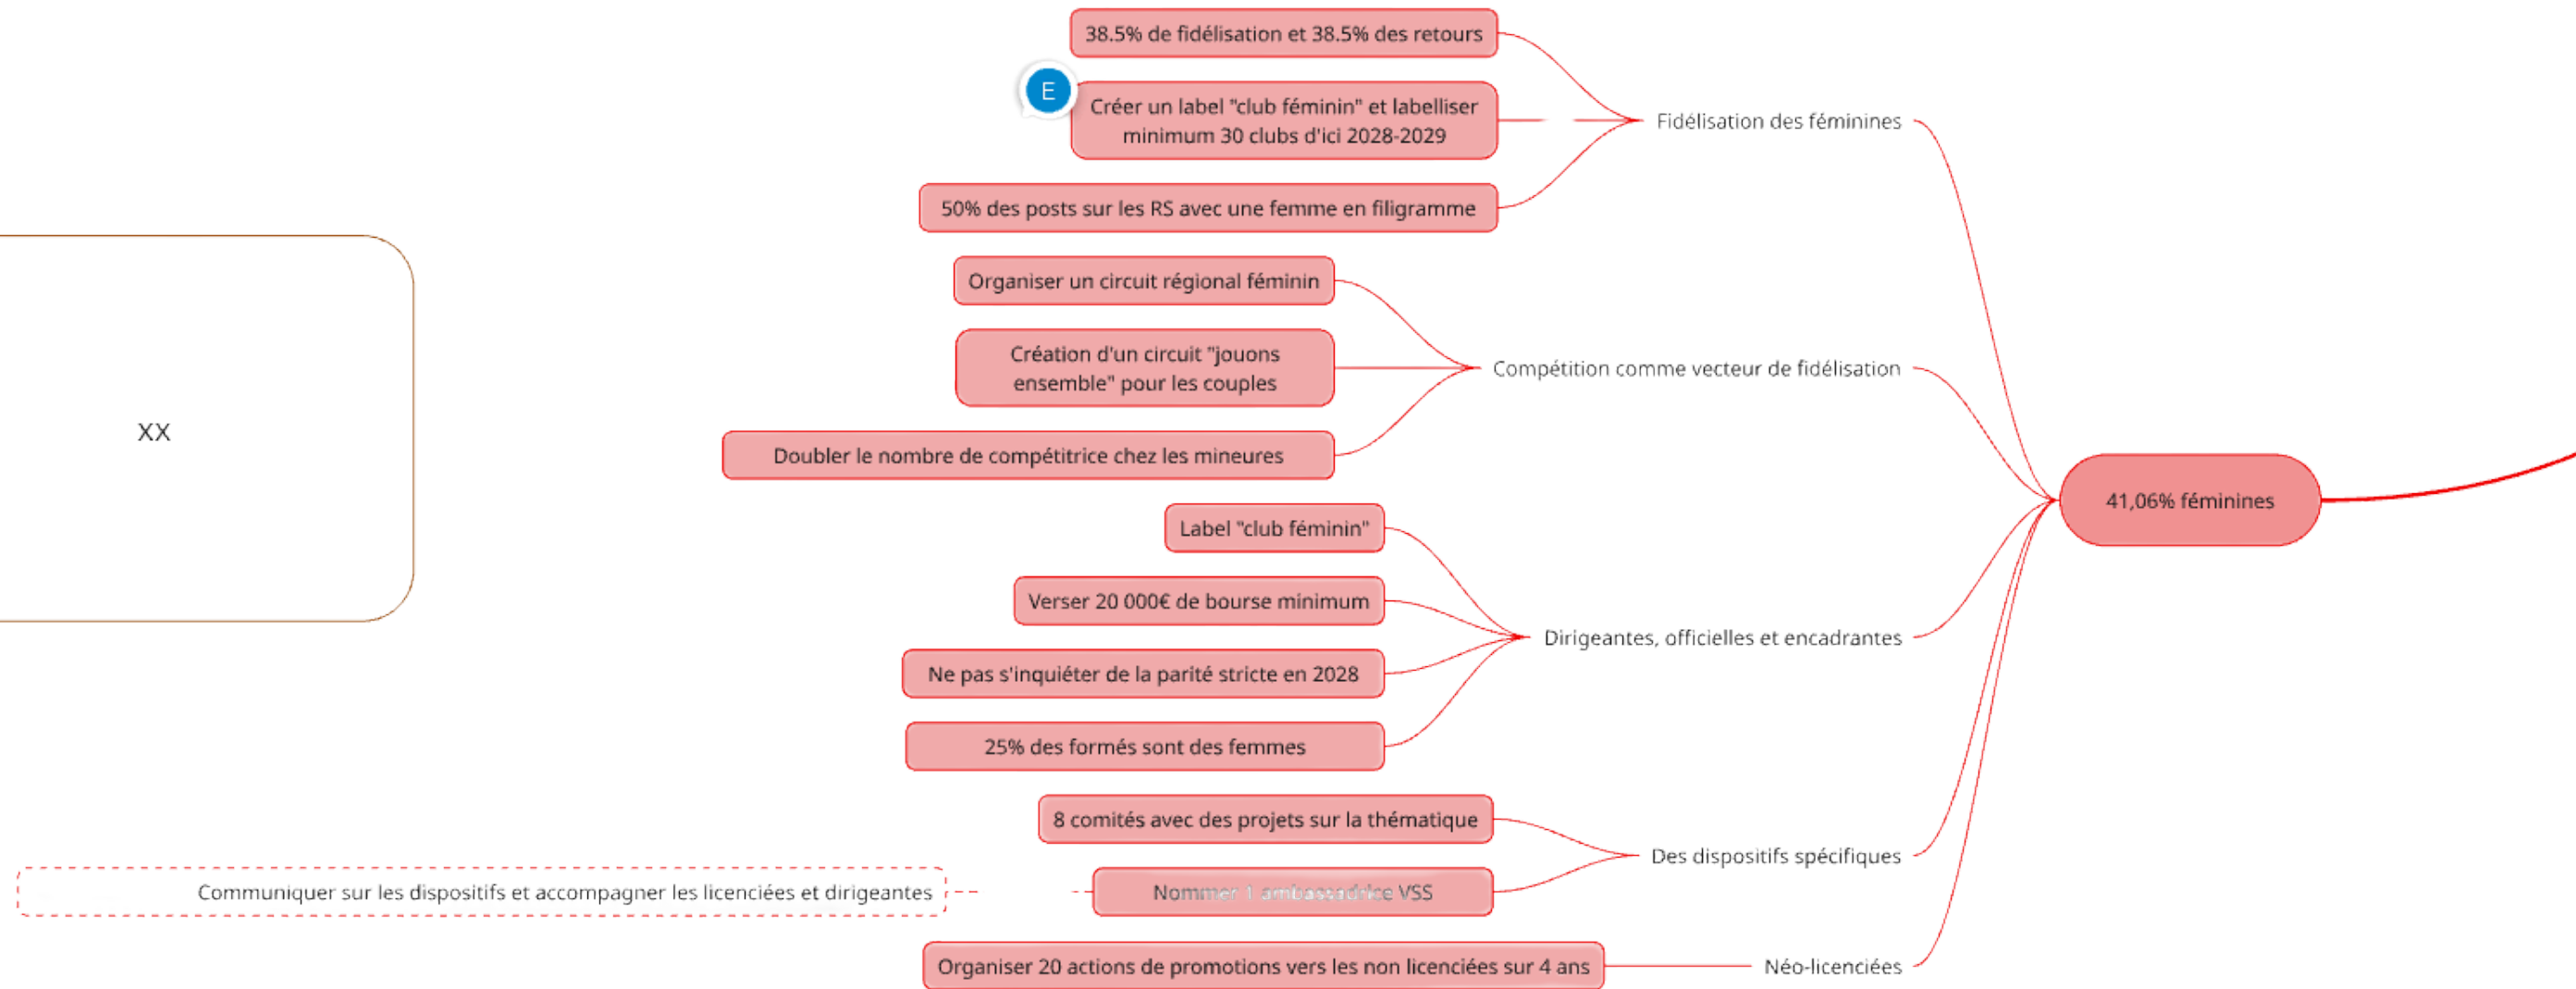 38.5% de fidélisation et 38.5% des retours
E
Créer un label "club féminin" et labelliser
minimum 30 clubs d'ici 2028-2029
Fidélisation des féminines
50% des posts sur les RS avec une femme en filigramme
Organiser un circuit régional féminin
Création d'un circuit "jouons
ensemble" pour les couples
Compétition comme vecteur de fidélisation
XX
Doubler le nombre de compétitrice chez les mineures
41,06% féminines
Label "club féminin"
Verser 20 000€ de bourse minimum
Dirigeantes, officielles et encadrantes
Ne pas s'inquiéter de la parité stricte en 2028
25% des formés sont des femmes
8 comités avec des projets sur la thématique
Des dispositifs spécifiques
Communiquer sur les dispositifs et accompagner les licenciées et dirigeantes
Nommer 1 ambassadrice VSS
Organiser 20 actions de promotions vers les non licenciées sur 4 ans
Néo-licenciées